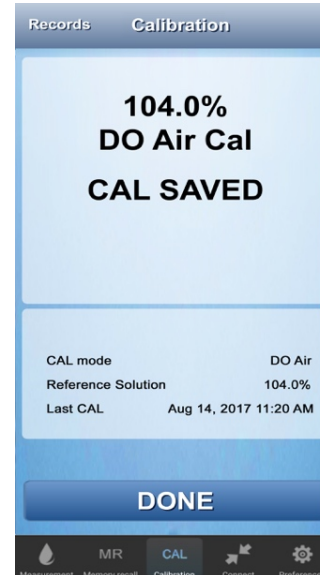 Records Calibration
104.0%
DO Air Cal
CAL SAVED
CAL mode DO Air
Reference Solution 104.0%
Last CAL Aug 14, 2017 11:20 AM
DONE
MR CAL
Measurement Memory recall Calibration Connect Preference